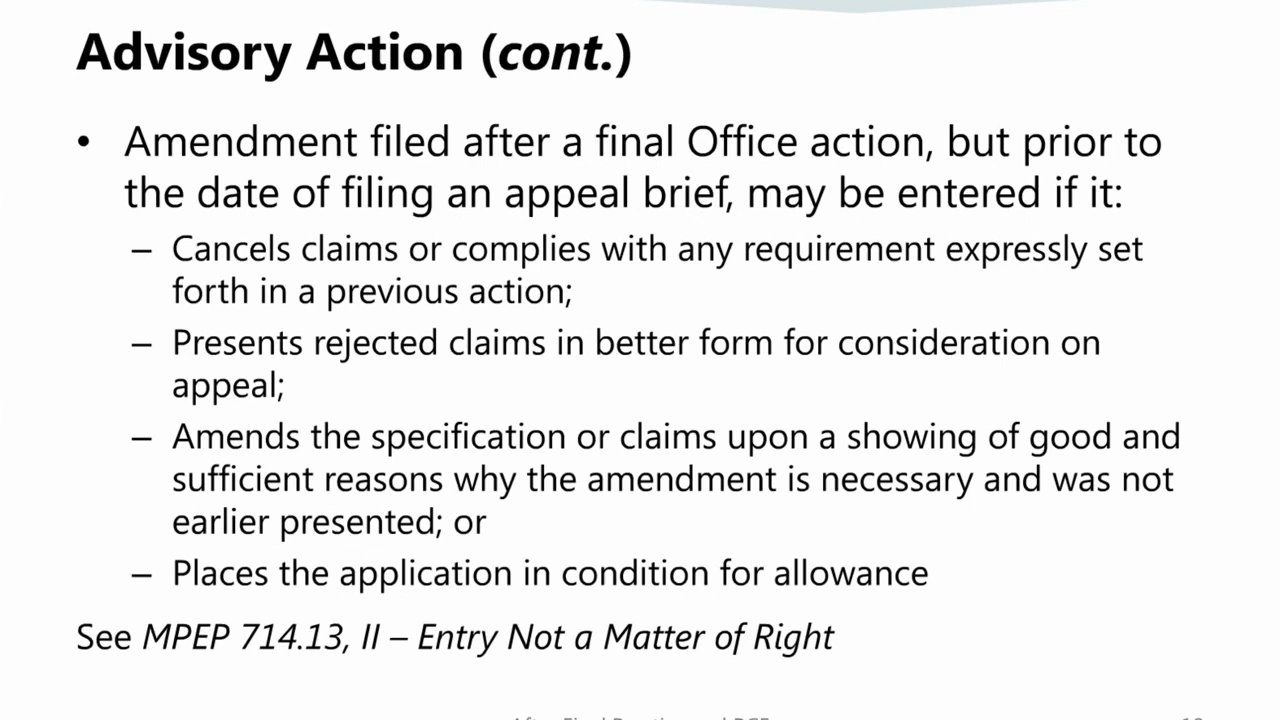 Advisory Action (cont.)
• Amendment filed after a final Office action, but prior to
the date of filing an appeal brief, may be entered if it:
– Cancels claims or complies with any requirement expressly set
forth in a previous action;
– Presents rejected claims in better form for consideration on
appeal;
– Amends the specification or claims upon a showing of good and
sufficient reasons why the amendment is necessary and was not
earlier presented; or
– Places the application in condition for allowance
See MPEP 714.13, II – Entry Not a Matter of Right